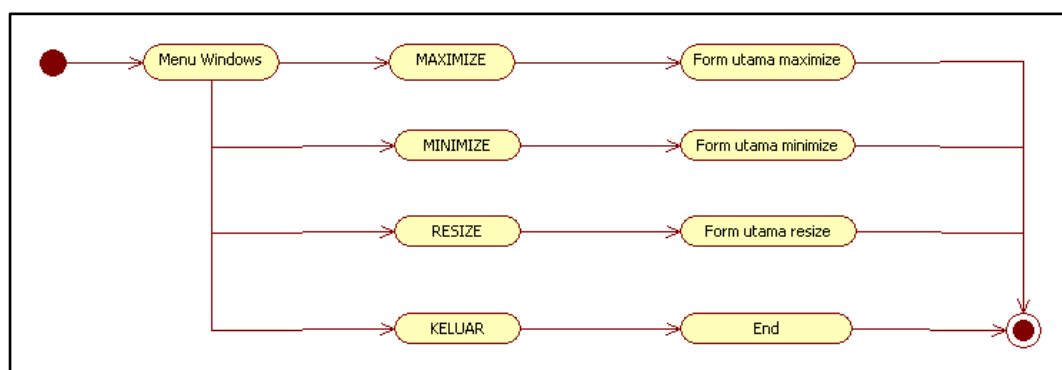 Menu Windows
MAXIMIZE
Form utama maximize
MINIMIZE
Form utama minimize
RESIZE
Form utama resize
KELUAR
End